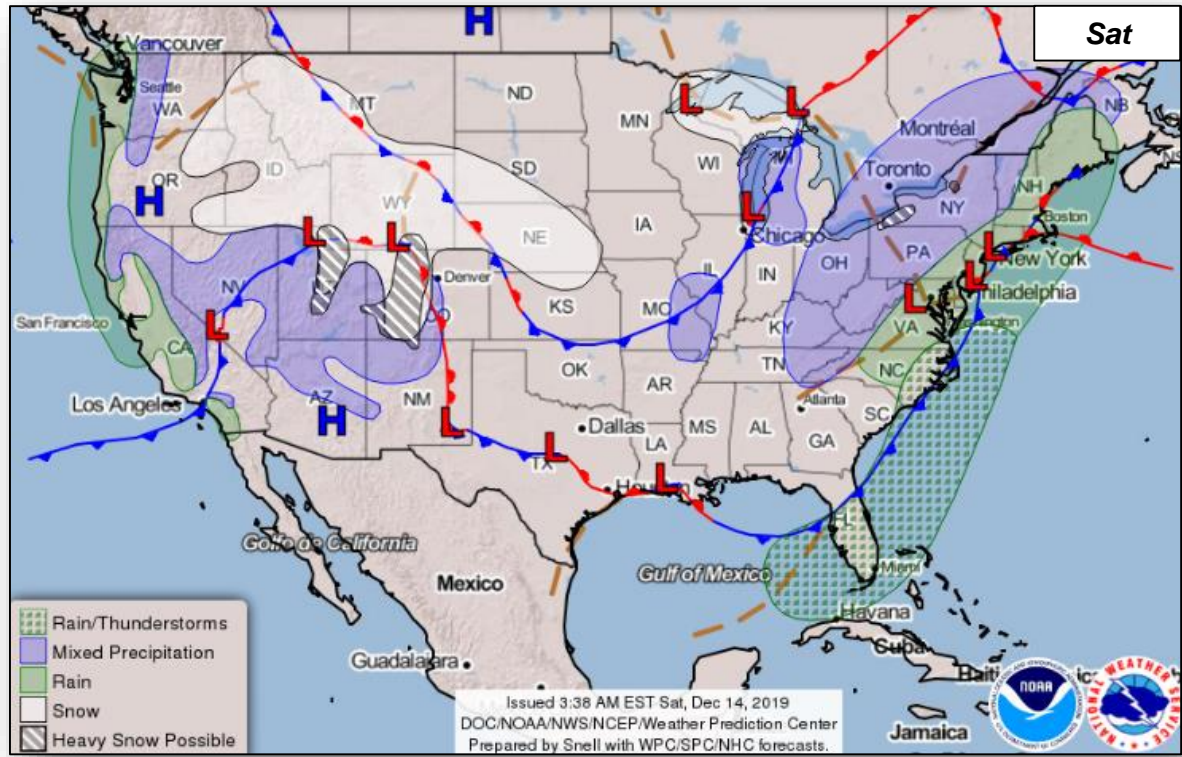 Sat
H
Vancouver
Seattle
WA
MT
ND
MN
L
L
Montréal
NB
NS
OR
ID
SD
WI
MI
Toronto
NH
H
WY
IA
L
Chicago
NY
Boston
L
L
NE
PA
L
New York
NV
Denver
IL
IN
OH
L
Philadelphia
San Francisco
L
CO
KS
MO
L
CA
KY
VA
TN
NC
OK
AR
Los Angeles
AZ
NM
Atlanta
SC
H
L
Dallas
MS
AL
GA
L
TX
LA
L
Houston
FL
Golfo de California
Mexico
Gulf of Mexico
Miami
Havana
Cuba
Guadalajara
Jamaica
Rain/Thunderstorms
Mixed Precipitation
Rain
Snow
Heavy Snow Possible
Issued 3:38 AM EST Sat, Dec 14, 2019
DOC/NOAA/NWS/NCEP/Weather Prediction Center
Prepared by Snell with WPC/SPC/NHC forecasts.
NOAA
NATIONAL WEATHER SERVICE